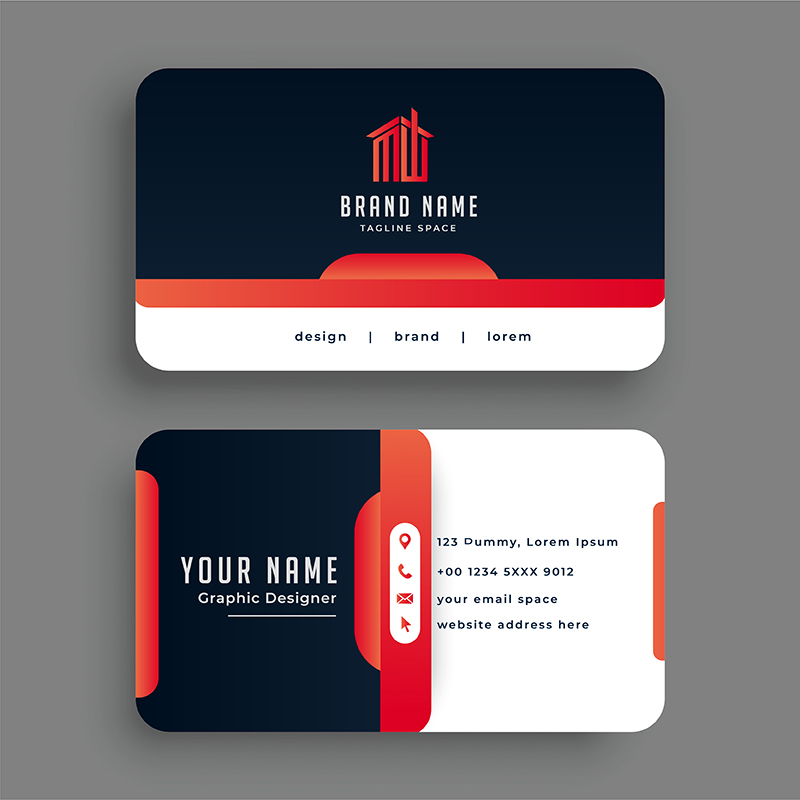 BRAND NAME
TAGLINE SPACE
design | brand | lorem
YOUR NAME
Graphic Designer
123 Dummy, Lorem Ipsum
+00 1234 5XXX 9012
your email space
website address here